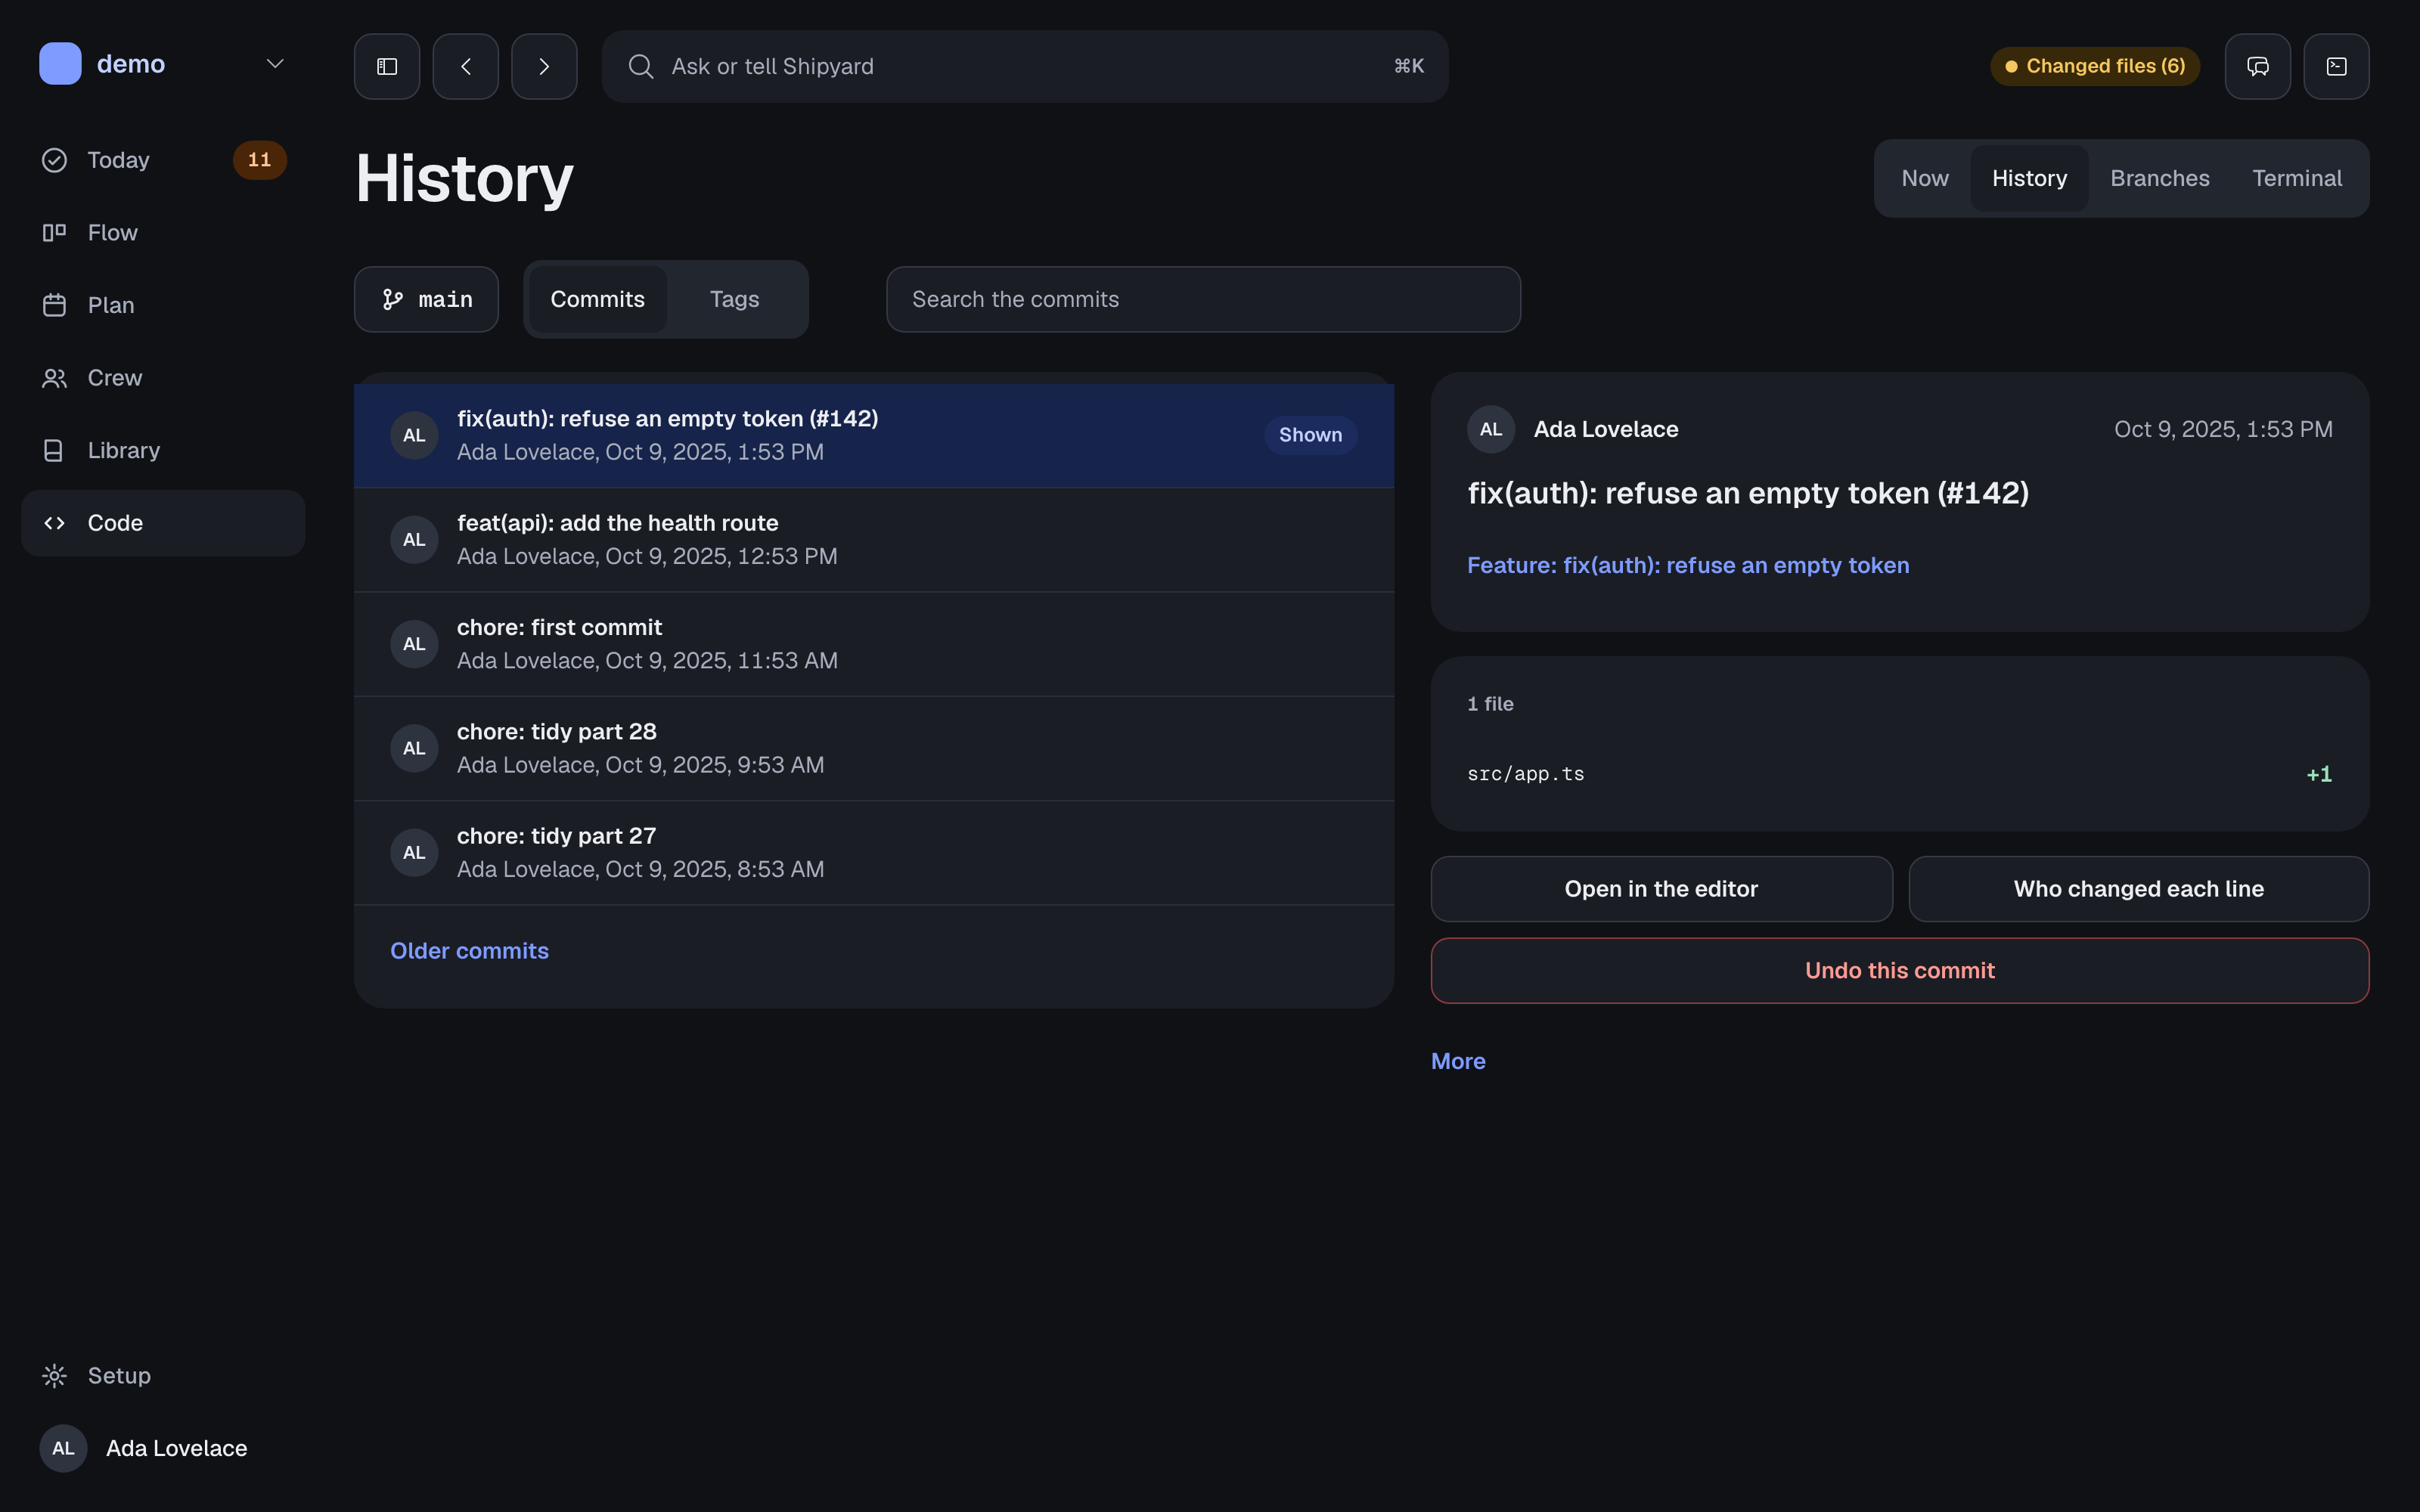 demo
Today
11
Flow
Plan
Crew
Library
Code
Setup
AL
Ada Lovelace
Ask or tell Shipyard
⌘K
Changed files (6)
History
Now
History
Branches
Terminal
main
Commits
Tags
Search the commits
AL
fix(auth): refuse an empty token (#142)
Ada Lovelace, Oct 9, 2025, 1:53 PM
Shown
AL
feat(api): add the health route
Ada Lovelace, Oct 9, 2025, 12:53 PM
AL
chore: first commit
Ada Lovelace, Oct 9, 2025, 11:53 AM
AL
chore: tidy part 28
Ada Lovelace, Oct 9, 2025, 9:53 AM
AL
chore: tidy part 27
Ada Lovelace, Oct 9, 2025, 8:53 AM
Older commits
AL
Ada Lovelace
Oct 9, 2025, 1:53 PM
fix(auth): refuse an empty token (#142)
Feature: fix(auth): refuse an empty token
1 file
src/app.ts
+1
Open in the editor
Who changed each line
Undo this commit
More